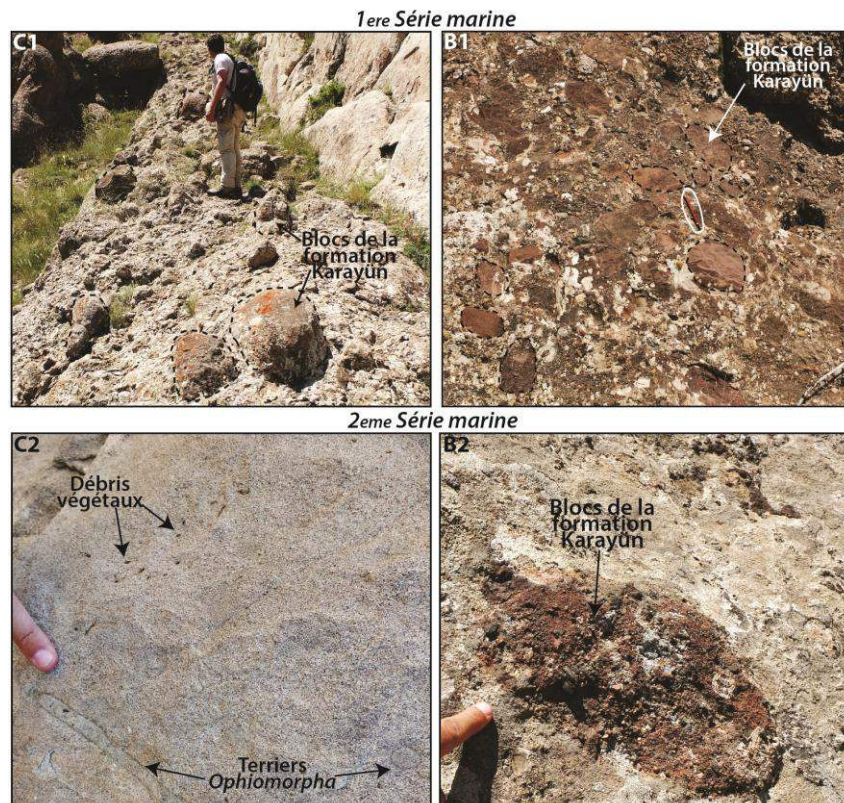 1ere Série marine
C1
Blocs de la
formation
Karayün
B1
Blocs de la
formation
Karayün
2eme Série marine
C2
Débris
végétaux
Terriers
Ophiomorpha
B2
Blocs de la
formation
Karayün